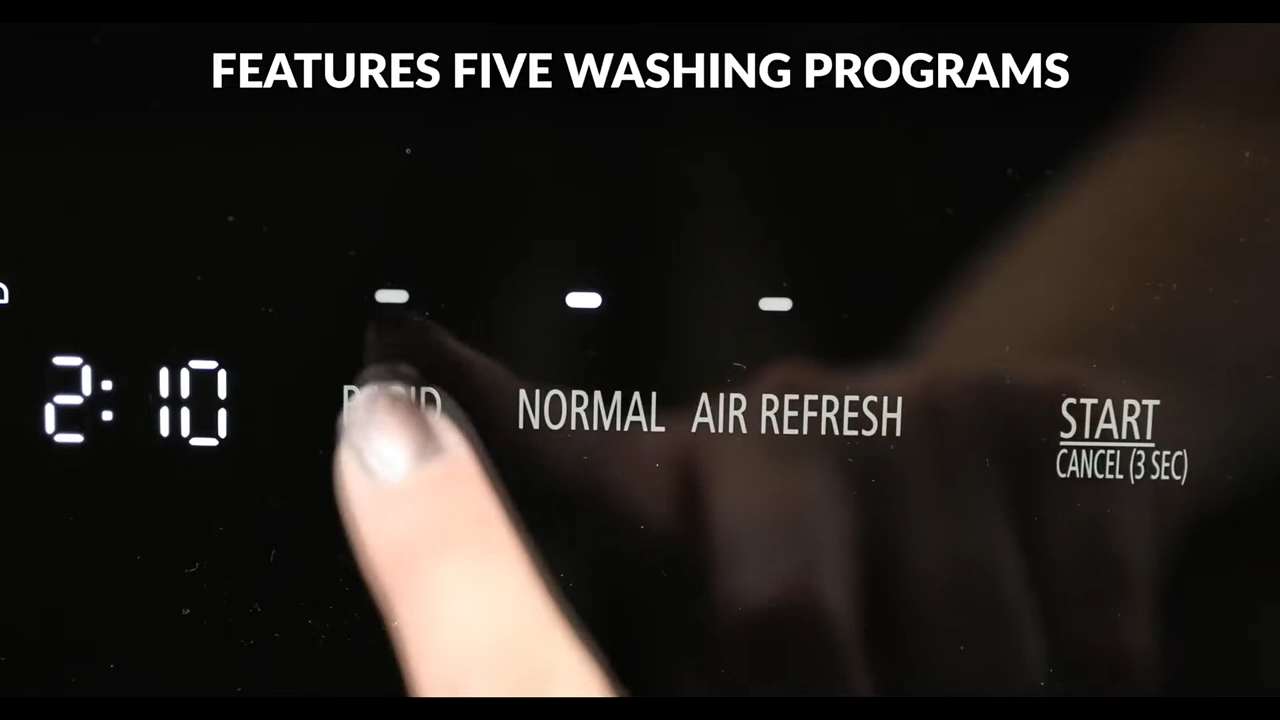 FEATURES FIVE WASHING PROGRAMS
2:10
NORMAL
AIR REFRESH
START
CANCEL (3 SEC)